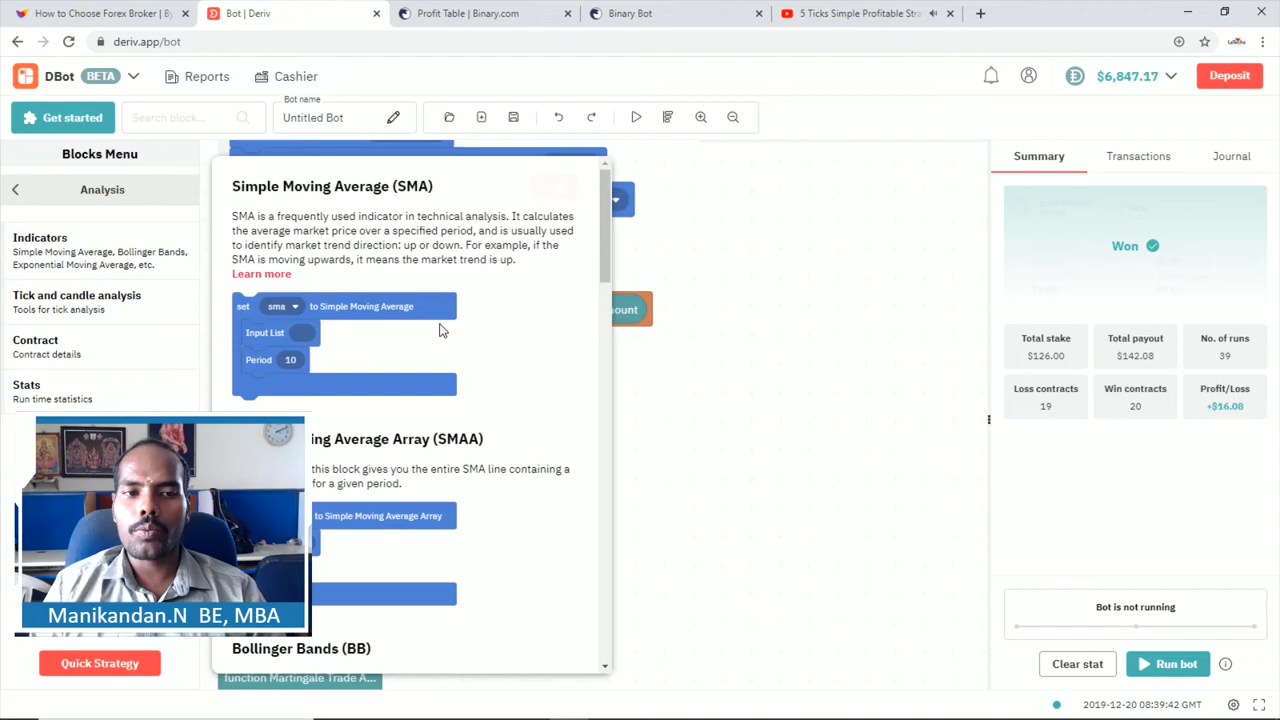 How to Choose Forex Broker | By
Bot | Deriv
Profit Table | Binary.com
Binary Bot
5 Ticks Simple Profitable Stra
deriv.app/bot
DBot BETA
Reports
Cashier
$6,847.17
Deposit
Get started
Search block...
Bot name
Untitled Bot
Blocks Menu
Analysis
Indicators
Simple Moving Average, Bollinger Bands,
Exponential Moving Average, etc.
Tick and candle analysis
Tools for tick analysis
Contract
Contract details
Stats
Run time statistics
Manikandan.N BE, MBA
Quick Strategy
Simple Moving Average (SMA)
SMA is a frequently used indicator in technical analysis. It calculates
the average market price over a specified period, and is usually used
to identify market trend direction: up or down. For example, if the
SMA is moving upwards, it means the market trend is up.
Learn more
set sma to Simple Moving Average
Input List
Period 10
ing Average Array (SMAA)
this block gives you the entire SMA line containing a
for a given period.
to Simple Moving Average Array
Bollinger Bands (BB)
function Martingale Trade A...
ount
Summary
Transactions
Journal
Won
Total stake
$126.00
Total payout
$142.08
No. of runs
39
Loss contracts
19
Win contracts
20
Profit/Loss
+$16.08
Bot is not running
Clear stat
Run bot
2019-12-20 08:39:42 GMT